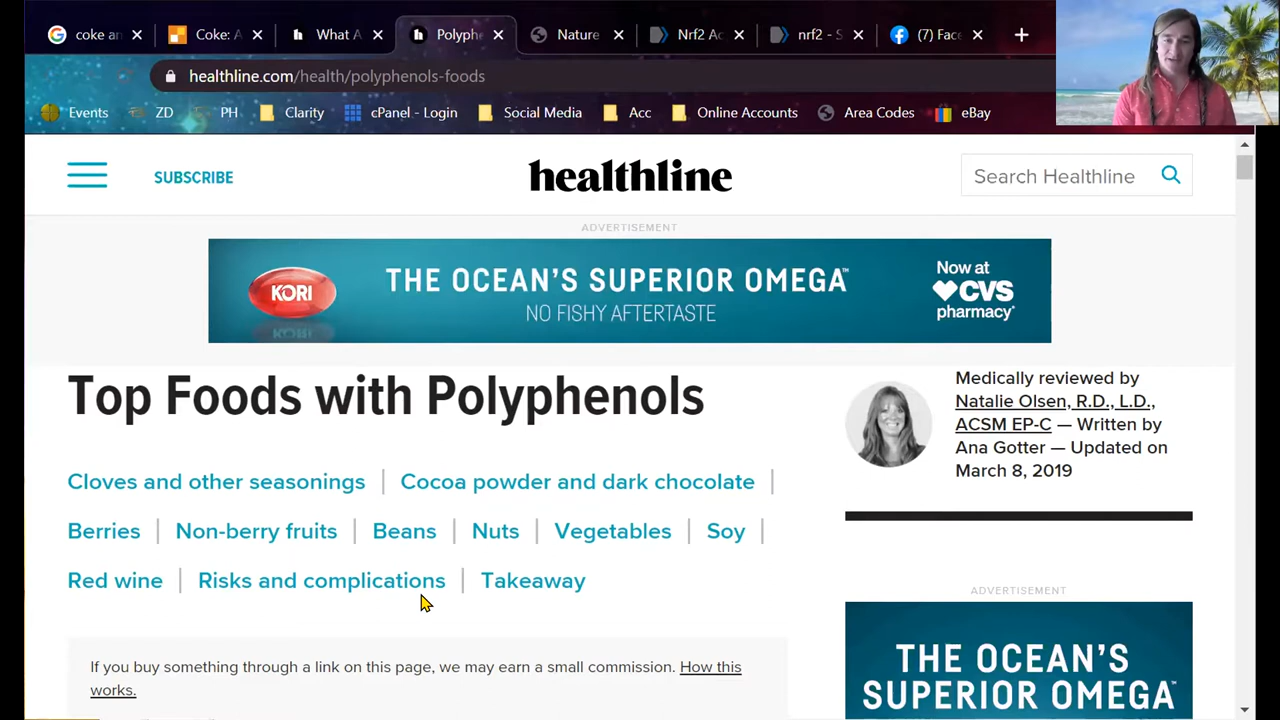 coke an
Coke: A
What A
Polyphe
Nature
Nrf2 Ac
nrf2 - S
(7) Face
healthline.com/health/polyphenols-foods
Events
ZD
PH
Clarity
cPanel - Login
Social Media
Acc
Online Accounts
Area Codes
eBay
SUBSCRIBE
healthline
Search Healthline
ADVERTISEMENT
KORI
THE OCEAN'S SUPERIOR OMEGA™
NO FISHY AFTERTASTE
Now at
CVS
pharmacy®
Top Foods with Polyphenols
Cloves and other seasonings | Cocoa powder and dark chocolate |
Berries | Non-berry fruits | Beans | Nuts | Vegetables | Soy |
Red wine | Risks and complications | Takeaway
Medically reviewed by
Natalie Olsen, R.D., L.D.,
ACSM EP-C — Written by
Ana Gotter — Updated on
March 8, 2019
If you buy something through a link on this page, we may earn a small commission. How this
works.
ADVERTISEMENT
THE OCEAN'S
SUPERIOR OMEGA™